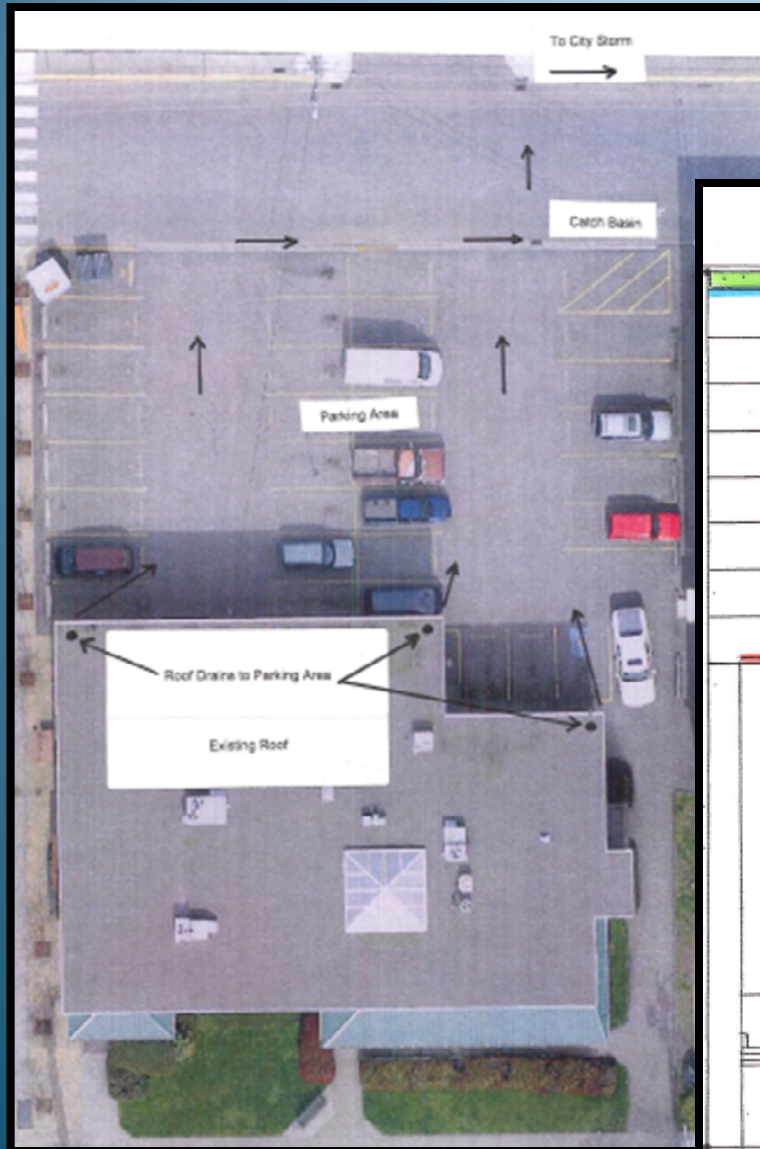 To City Storm
Catch Basin
Parking Area
Roof Drains to Parking Area
Existing Roof